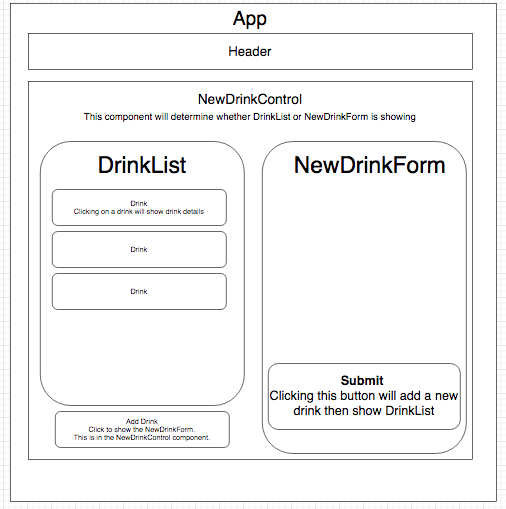 App
Header
NewDrinkControl
This component will determine whether DrinkList or NewDrinkForm is showing
DrinkList
Drink
Clicking on a drink will show drink details
Drink
Drink
Add Drink
Click to show the NewDrinkForm.
This is in the NewDrinkControl component.
NewDrinkForm
Submit
Clicking this button will add a new
drink then show DrinkList